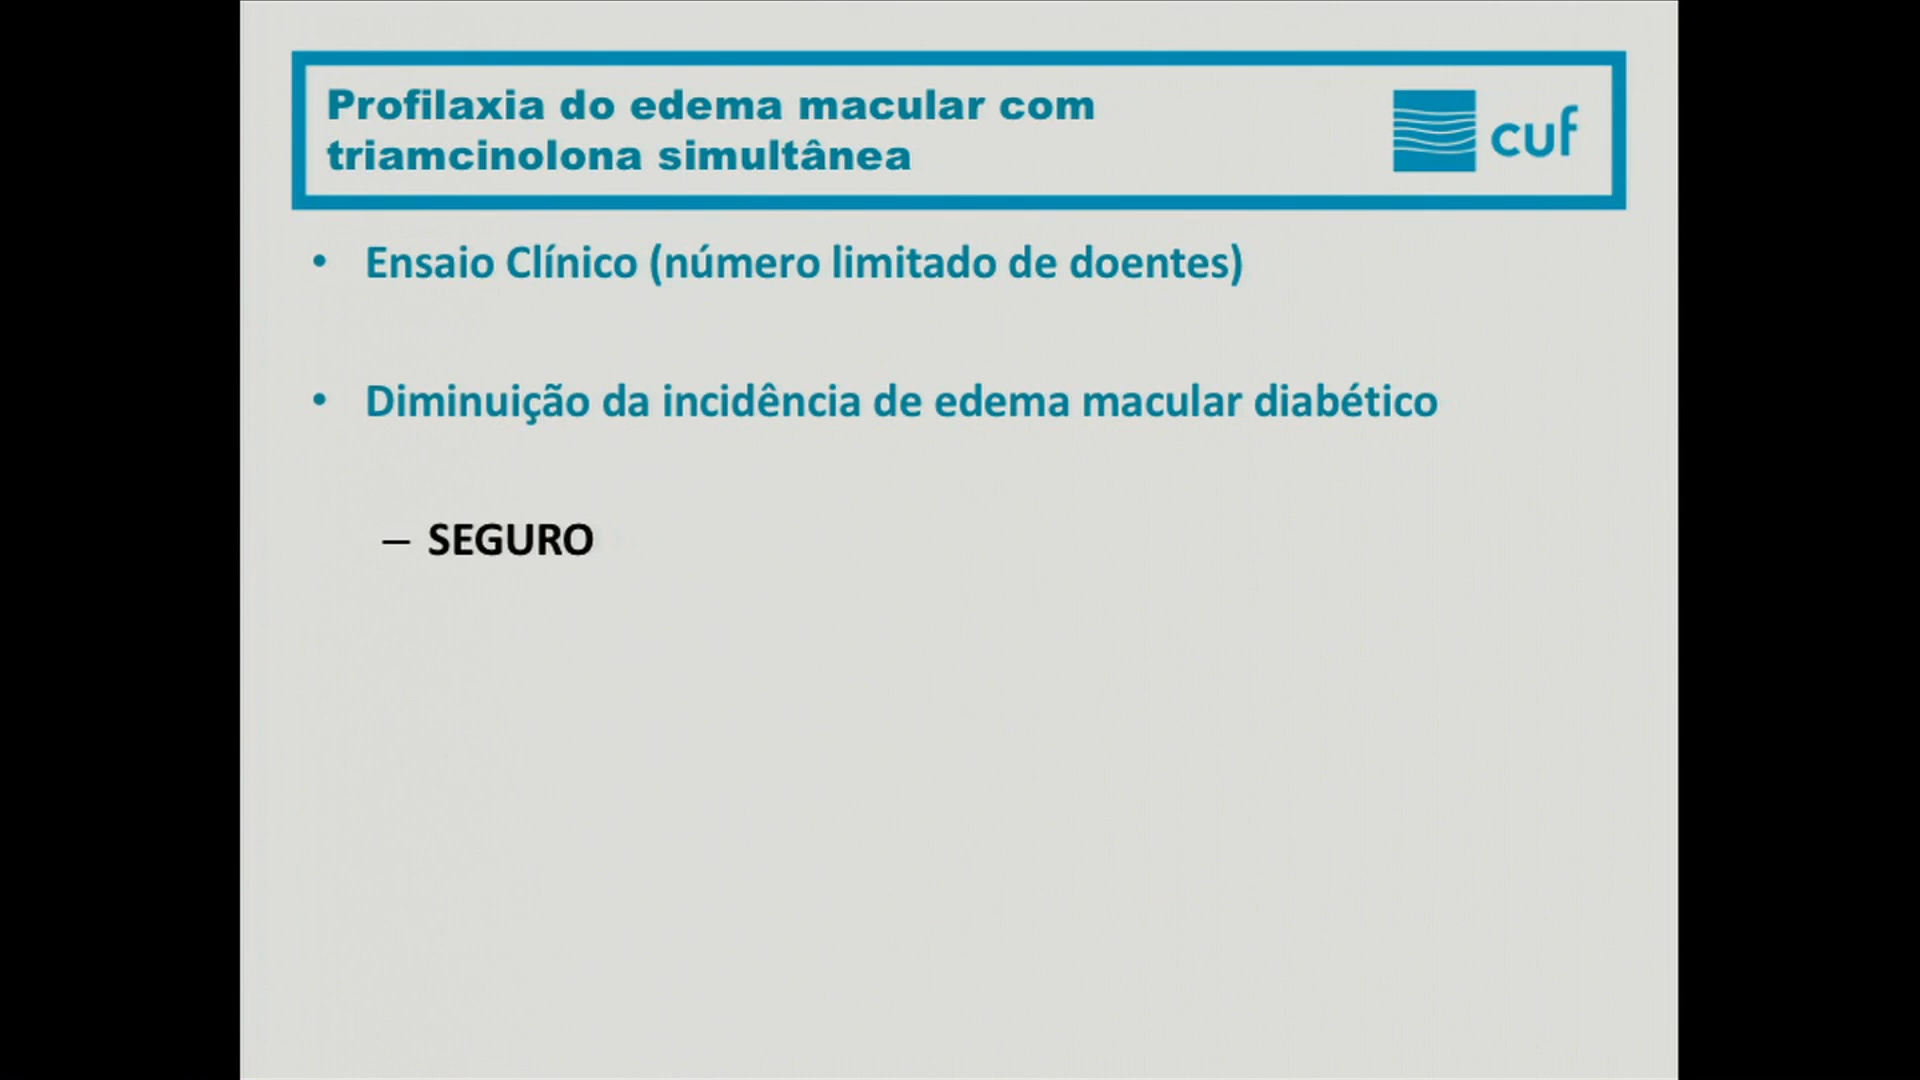 Profilaxia do edema macular com
triamcinolona simultânea
cuf
• Ensaio Clínico (número limitado de doentes)
• Diminuição da incidência de edema macular diabético
– SEGURO